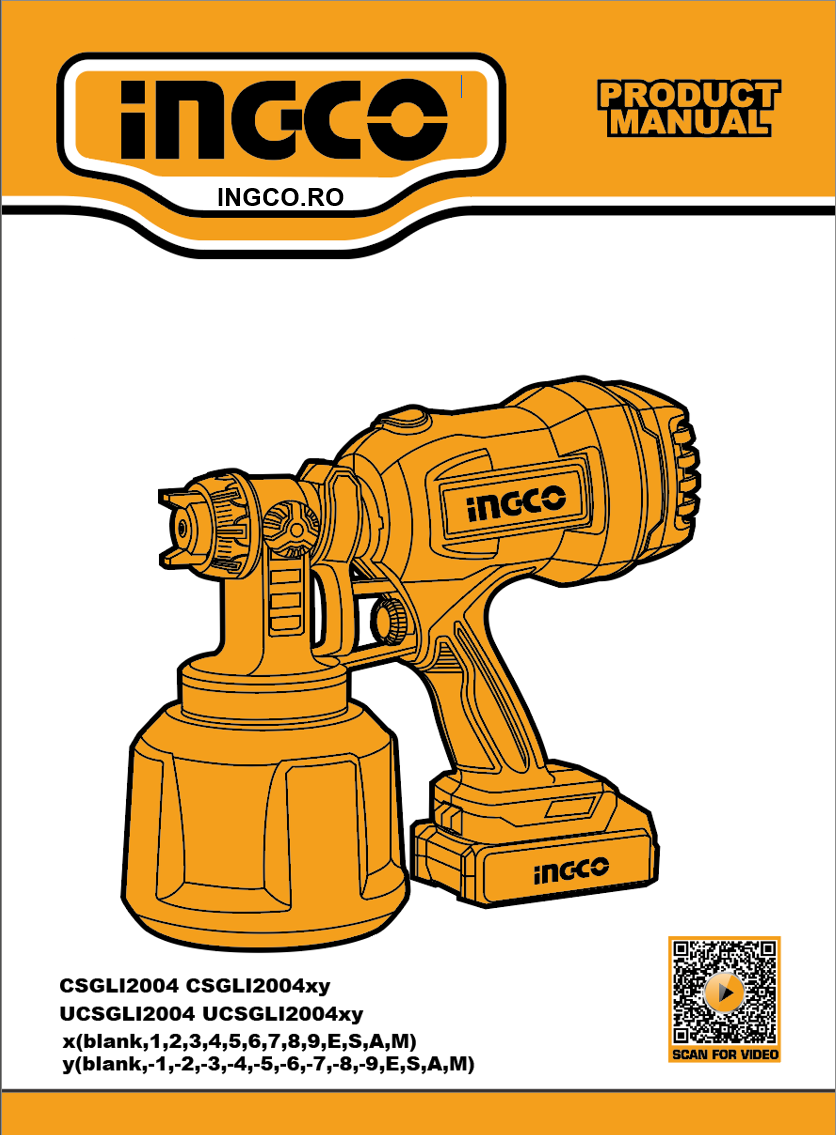 iNGCO
INGCO.RO
PRODUCT
MANUAL
iNGCO
iNGCO
CSGLI2004 CSGLI2004xy
UCSGLI2004 UCSGLI2004xy
x(blank,1,2,3,4,5,6,7,8,9,E,S,A,M)
y(blank,-1,-2,-3,-4,-5,-6,-7,-8,-9,E,S,A,M)
SCAN FOR VIDEO